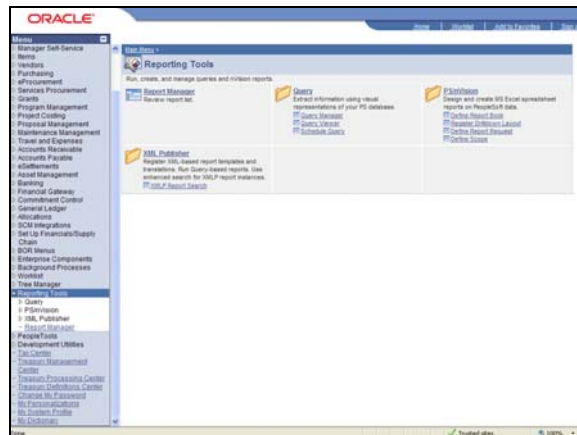 ORACLE
Home | Worklist | Add to Favorites | Sign
Menu
Manager Self-Service
Items
Vendors
Purchasing
eProcurement
Services Procurement
Grants
Program Management
Project Costing
Proposal Management
Maintenance Management
Travel and Expenses
Accounts Receivable
Accounts Payable
eSettlements
Asset Management
Banking
Financial Gateway
Commitment Control
General Ledger
Allocations
SCM Integrations
Set Up Financials/Supply
Chain
BOR Menus
Enterprise Components
Background Processes
Worklist
Tree Manager
Reporting Tools
Query
PS/nVision
XML Publisher
Report Manager
PeopleTools
Development Utilities
Tax Center
Treasury Management
Center
Treasury Processing Center
Treasury Definitions Center
Change My Password
My Personalizations
My System Profile
My Dictionary
Main Menu >
Reporting Tools
Run, create, and manage queries and nVision reports.
Report Manager
Review report list.
Query
Extract information using visual
representations of your PS database.
Query Manager
Query Viewer
Schedule Query
PS/nVision
Design and create MS Excel spreadsheet
reports on PeopleSoft data.
Define Report Book
Register Drilldown Layout
Define Report Request
Define Scope
XML Publisher
Register XML-based report templates and
translations. Run Query-based reports. Use
enhanced search for XMLP report instances.
XMLP Report Search
Done
Trusted sites
100%